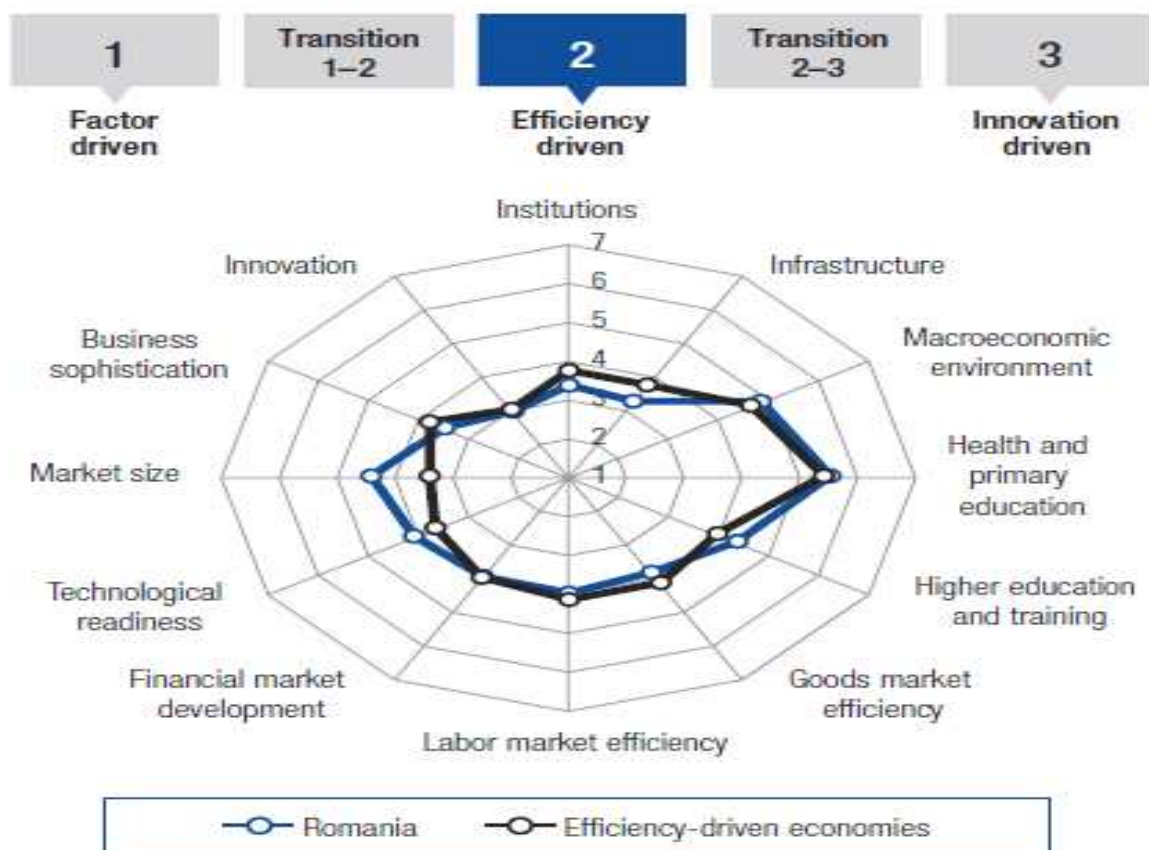 1
Transition
1–2
2
Transition
2–3
3
Factor
driven
Efficiency
driven
Innovation
driven
Institutions
7
6
5
4
3
2
1
Innovation
Infrastructure
Business
sophistication
Macroeconomic
environment
Market size
Health and
primary
education
Technological
readiness
Higher education
and training
Financial market
development
Goods market
efficiency
Labor market efficiency
Romania
Efficiency-driven economies